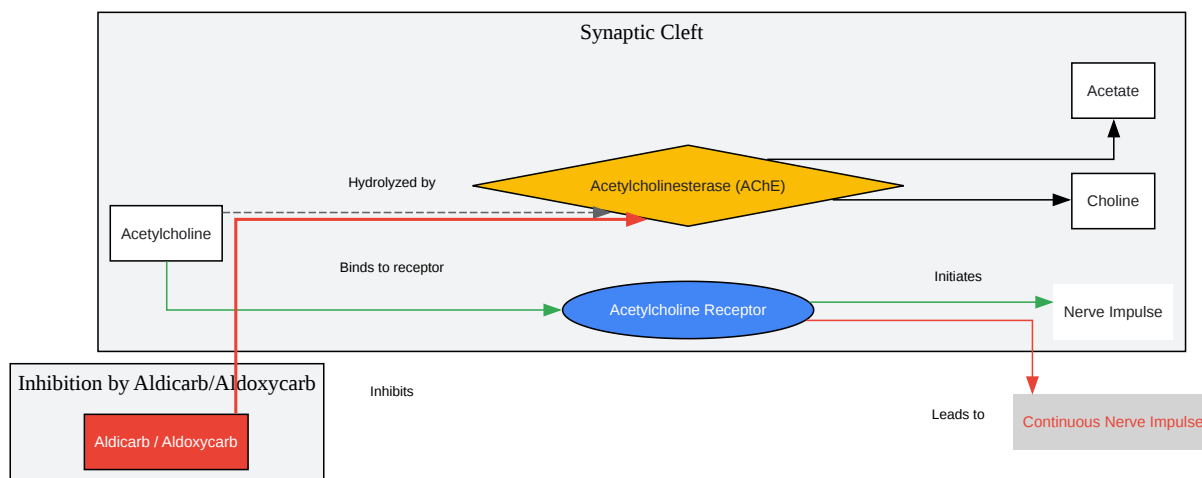 Synaptic Cleft
Acetate
Hydrolyzed by
Acetylcholinesterase (AChE)
Choline
Acetylcholine
Binds to receptor
Initiates
Acetylcholine Receptor
Nerve Impulse
Inhibition by Aldicarb/Aldoxycarb
Inhibits
Leads to
Continuous Nerve Impulse
Aldicarb / Aldoxycarb